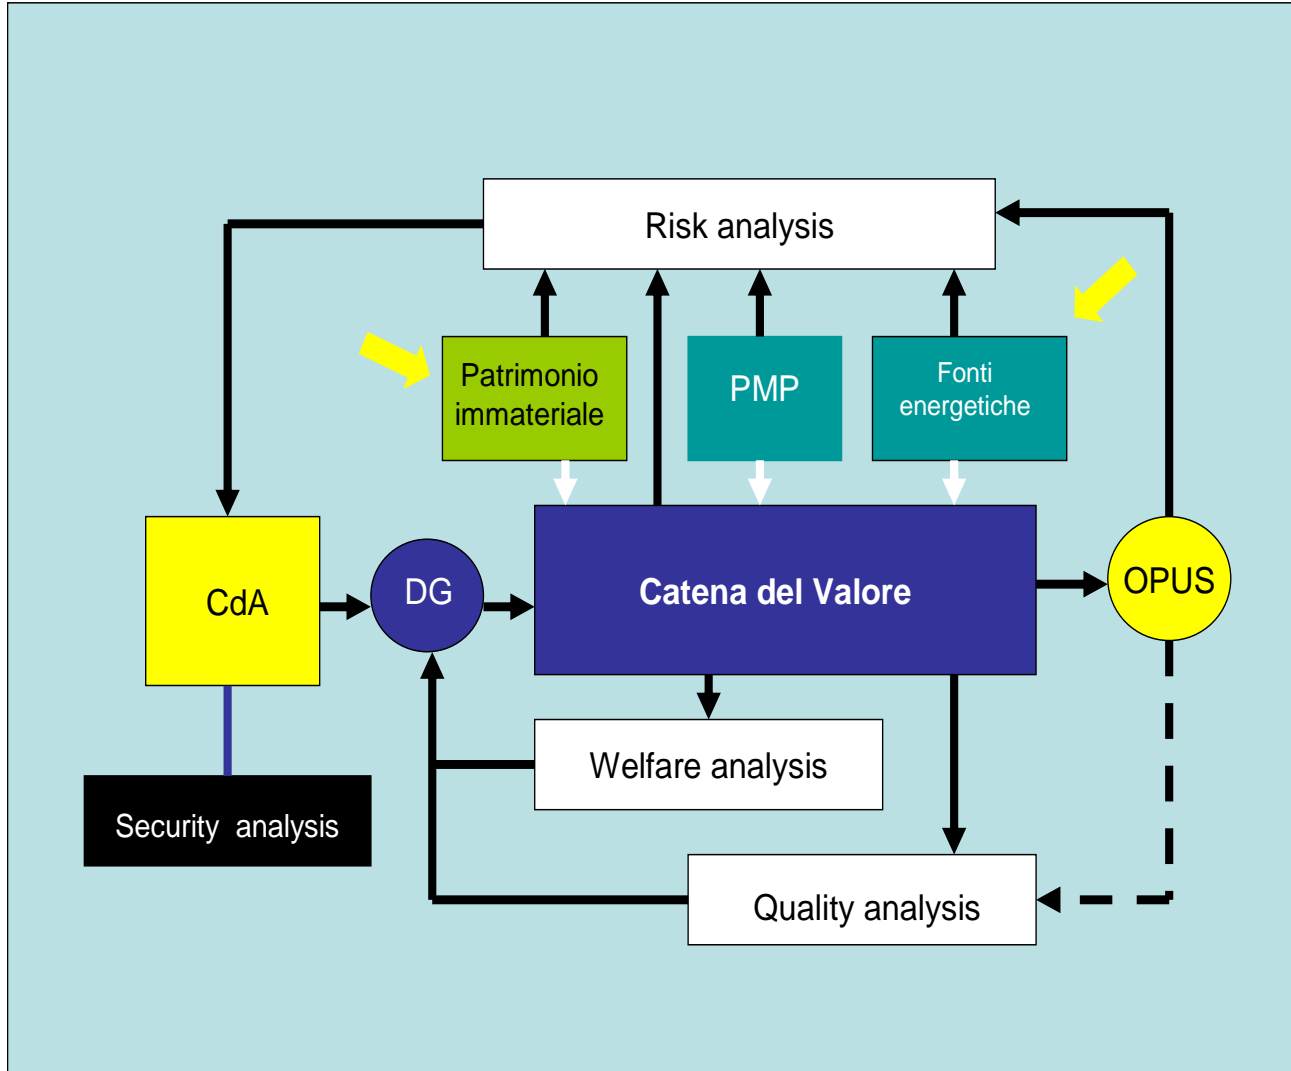 Risk analysis
Patrimonio
immateriale
PMP
Fonti
energetiche
CdA
DG
Catena del Valore
OPUS
Welfare analysis
Security  analysis
Quality analysis